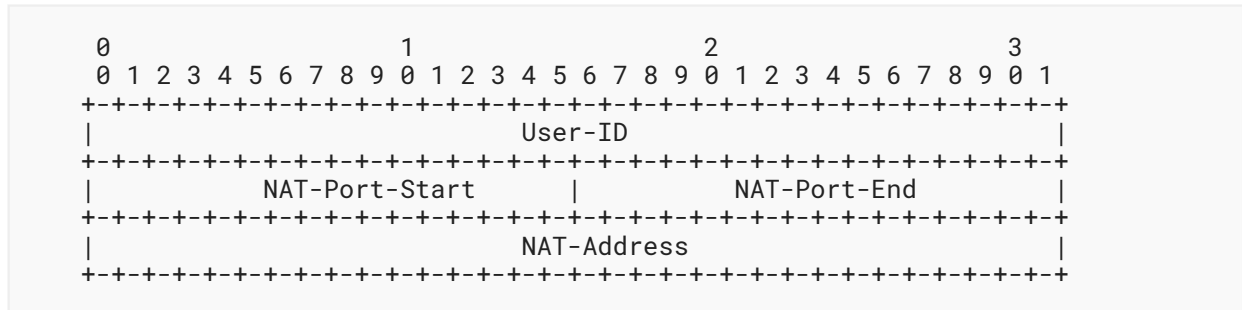 0                   1                   2                   3
 0 1 2 3 4 5 6 7 8 9 0 1 2 3 4 5 6 7 8 9 0 1 2 3 4 5 6 7 8 9 0 1
+-+-+-+-+-+-+-+-+-+-+-+-+-+-+-+-+-+-+-+-+-+-+-+-+-+-+-+-+-+-+-+-+
|                            User-ID                            |
+-+-+-+-+-+-+-+-+-+-+-+-+-+-+-+-+-+-+-+-+-+-+-+-+-+-+-+-+-+-+-+-+
|           NAT-Port-Start      |          NAT-Port-End         |
+-+-+-+-+-+-+-+-+-+-+-+-+-+-+-+-+-+-+-+-+-+-+-+-+-+-+-+-+-+-+-+-+
|                            NAT-Address                        |
+-+-+-+-+-+-+-+-+-+-+-+-+-+-+-+-+-+-+-+-+-+-+-+-+-+-+-+-+-+-+-+-+